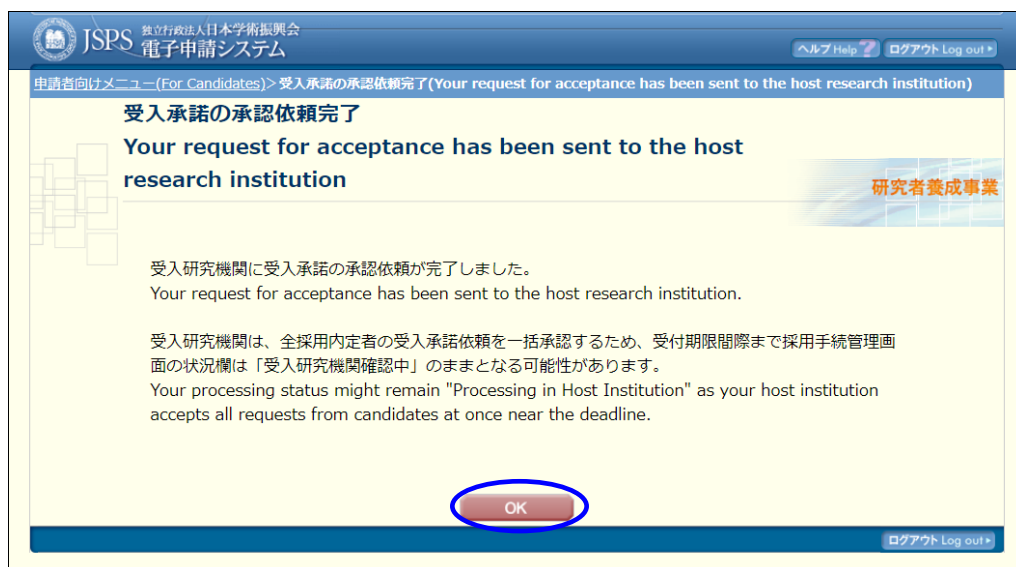 JSPS 独立行政法人日本学術振興会
電子申請システム
ヘルプ Help ? ログアウト Log out
申請者向けメニュー(For Candidates)> 受入承諾の承認依頼完了(Your request for acceptance has been sent to the host research institution)
受入承諾の承認依頼完了
Your request for acceptance has been sent to the host
research institution
研究者養成事業
受入研究機関に受入承諾の承認依頼が完了しました。
Your request for acceptance has been sent to the host research institution.
受入研究機関は、全採用内定者の受入承諾依頼を一括承認するため、受付期限間際まで採用手続管理画
面の状況欄は「受入研究機関確認中」のままとなる可能性があります。
Your processing status might remain "Processing in Host Institution" as your host institution
accepts all requests from candidates at once near the deadline.
OK
ログアウト Log out